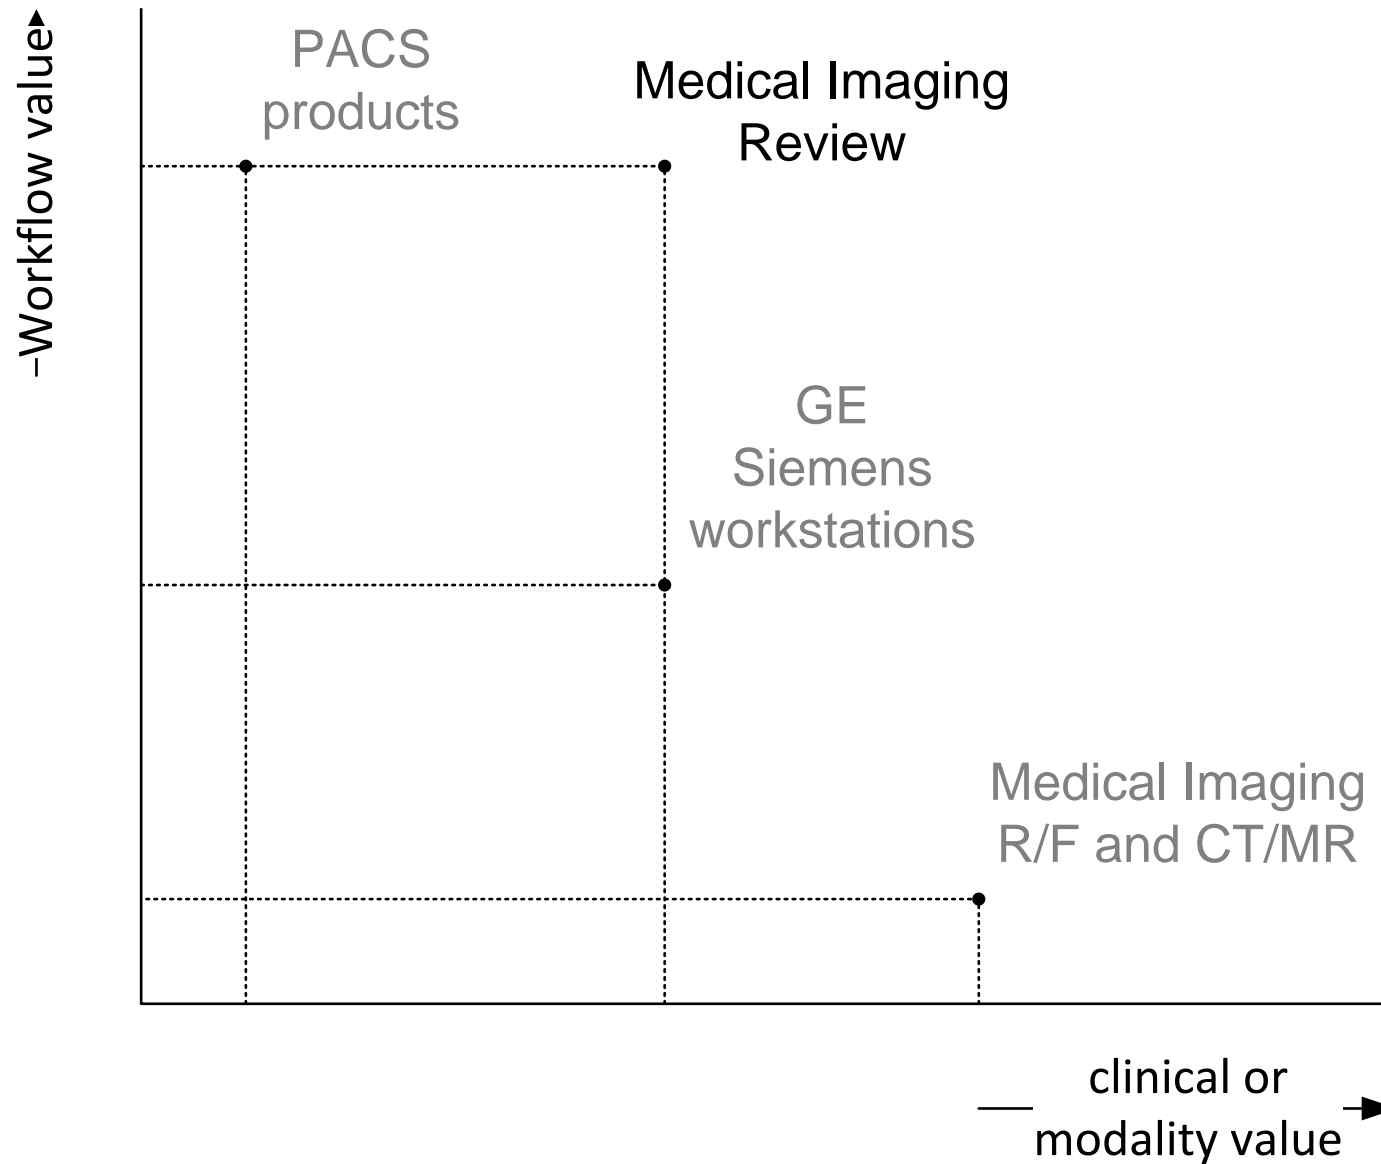 Workflow value
PACS
products
Medical Imaging
Review
GE
Siemens
workstations
Medical Imaging
R/F and CT/MR
clinical or
modality value